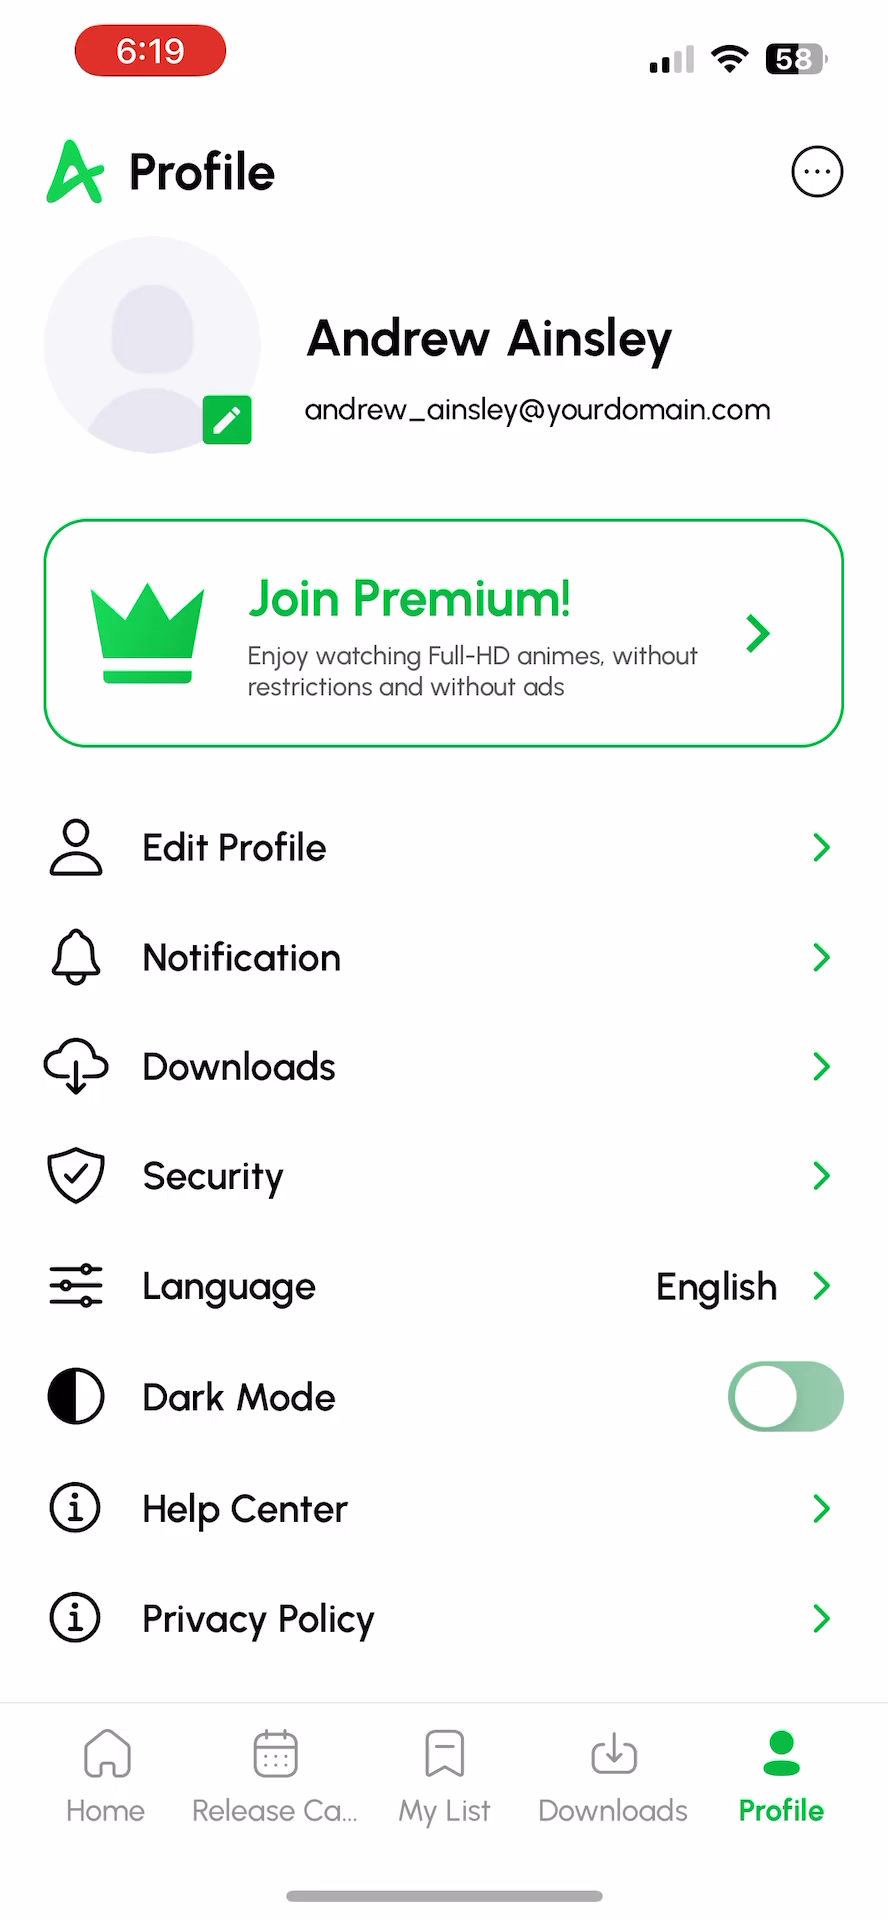 6:19
58
Profile
Andrew Ainsley
andrew_ainsley@yourdomain.com
Join Premium!
Enjoy watching Full-HD animes, without
restrictions and without ads
Edit Profile
Notification
Downloads
Security
Language English
Dark Mode
Help Center
Privacy Policy
Home Release Ca... My List Downloads Profile